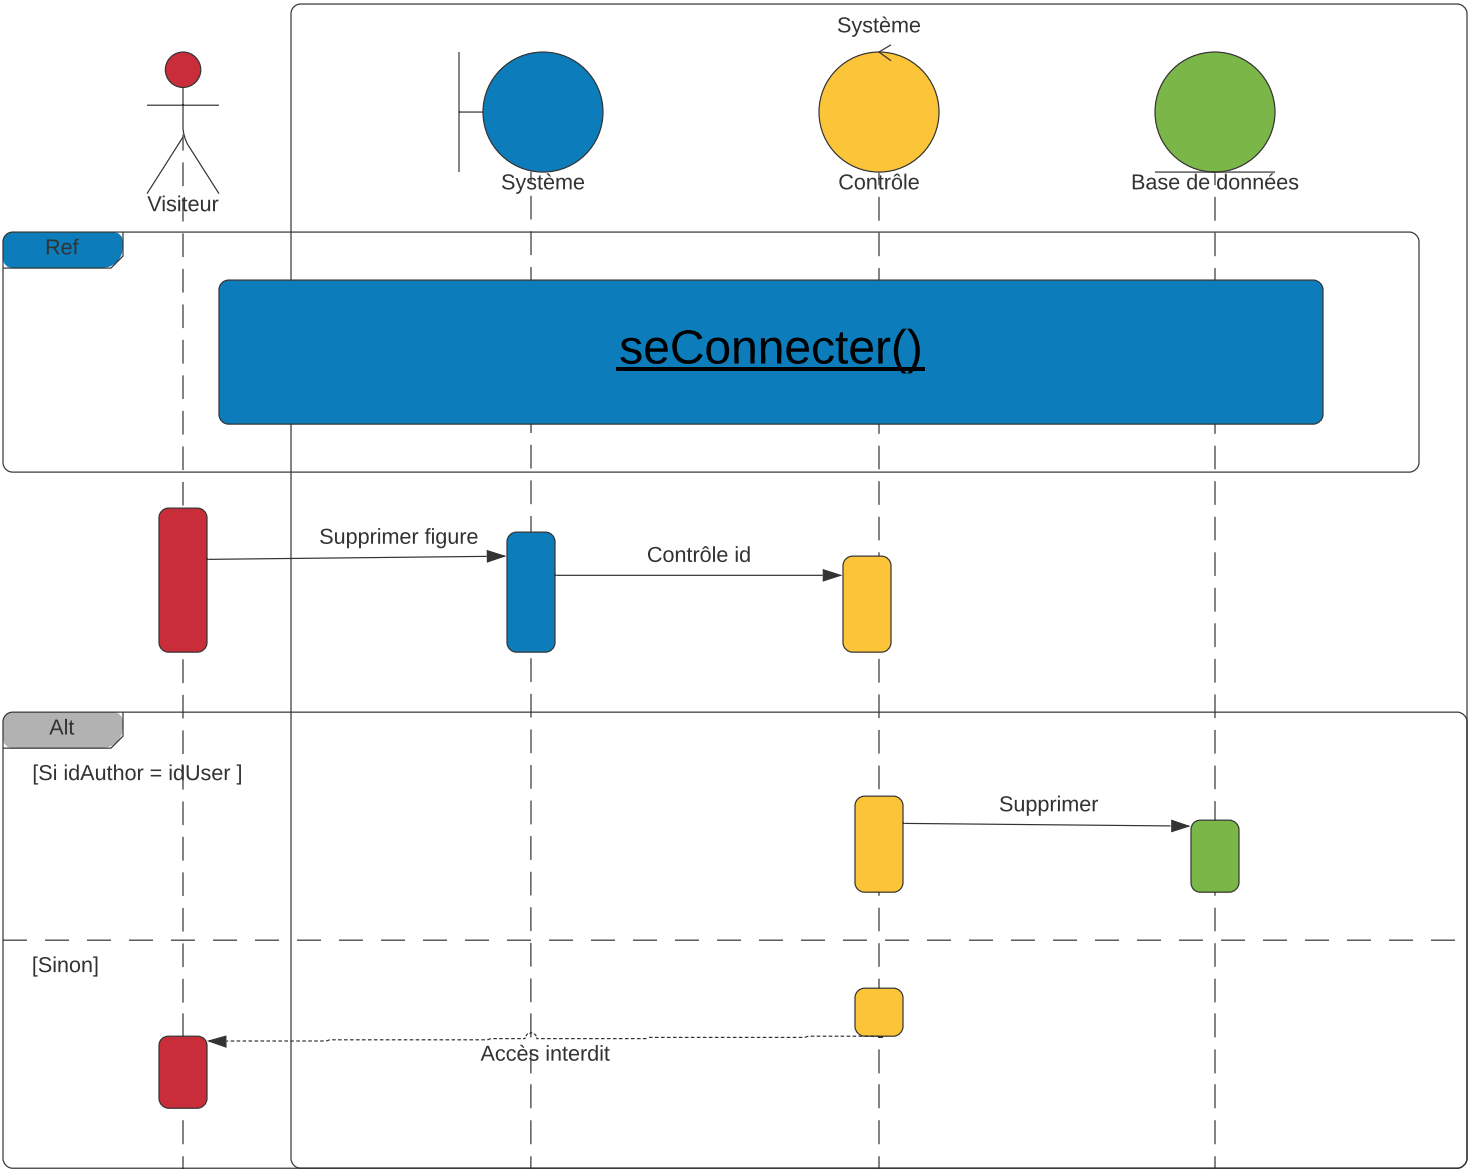 Système
Système
Contrôle
Base de données
Visiteur
Ref
seConnecter()
Supprimer figure
Contrôle id
Alt
[Si idAuthor = idUser ]
Supprimer
[Sinon]
Accès interdit